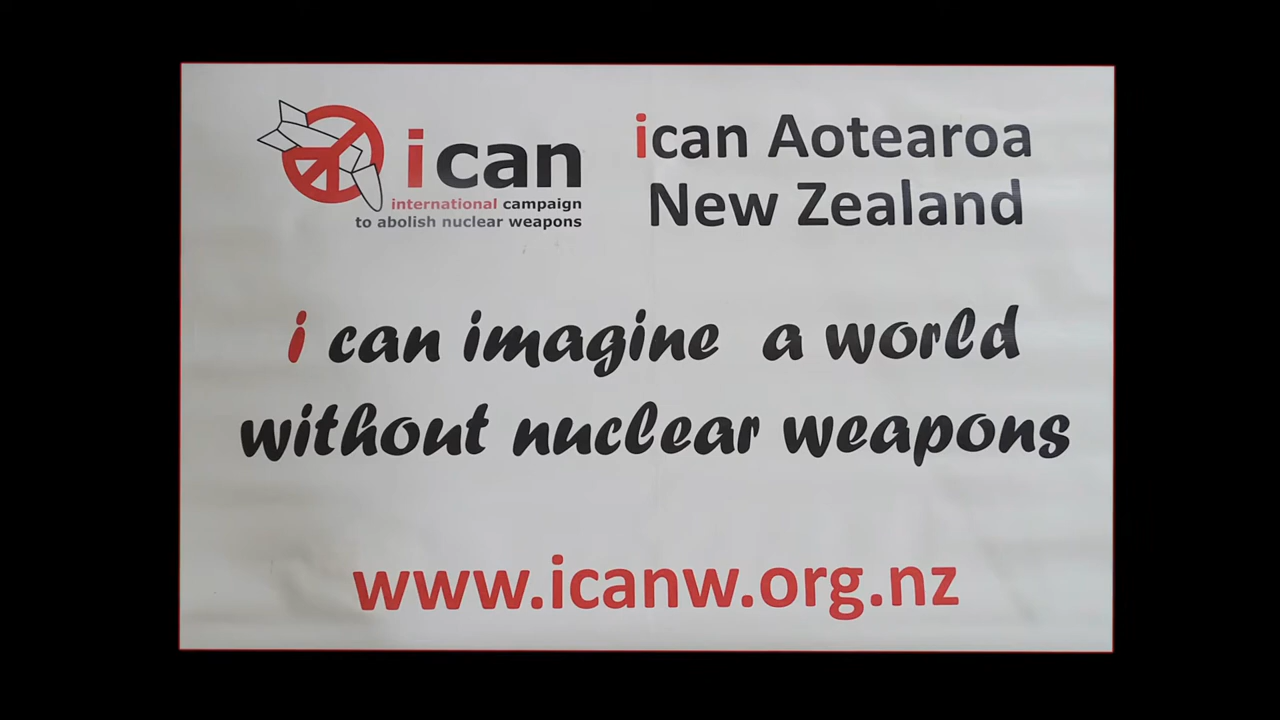 ican
international campaign
to abolish nuclear weapons
ican Aotearoa
New Zealand
i can imagine a world
without nuclear weapons
www.icanw.org.nz